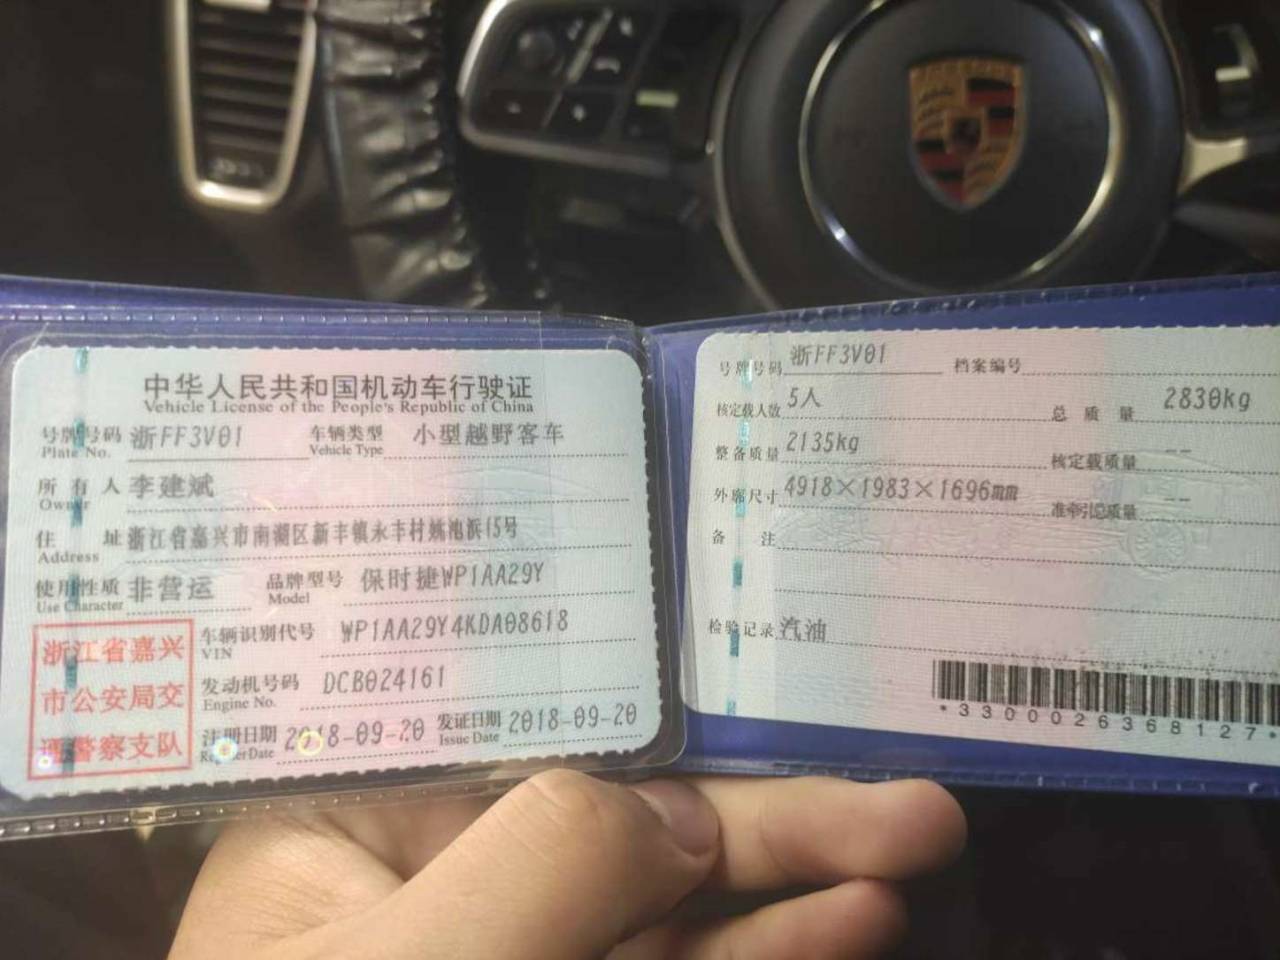 中华人民共和国机动车行驶证
Vehicle License of the People's Republic of China
号牌号码 浙FF3V01 车辆类型 小型越野客车
Plate No. Vehicle Type
所有人 李建斌
Owner
住址 浙江省嘉兴市南湖区新丰镇永丰村姚池浜15号
Address
使用性质 非营运 品牌型号 保时捷WP1AA29Y
Use Character Model
浙江省嘉兴
市公安局交
通警察支队
车辆识别代号 WP1AA29Y4KDA08618
VIN
发动机号码 DCB024161
Engine No.
注册日期 2018-09-20 发证日期 2018-09-20
Register Date Issue Date
号牌号码 浙FF3V01 档案编号
核定载人数 5人 总质量 2830kg
整备质量 2135kg 核定载质量 --
外廓尺寸 4918×1983×1696mm 准牵引总质量 --
备注
检验记录 汽油
*3300026368127*